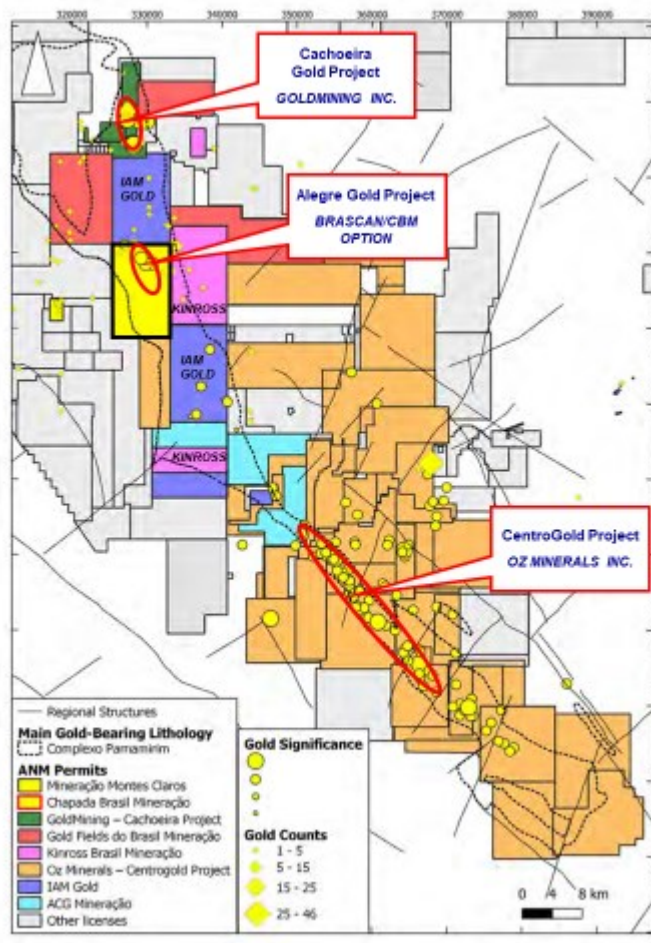 310000 320000 330000 340000 350000 360000 370000 380000 390000
Cachoeira
Gold Project
GOLDMINING INC.
IAM
GOLD
Alegre Gold Project
BRASCAN/CBM
OPTION
KINROSS
IAM
GOLD
KINROSS
CentroGold Project
OZ MINERALS INC.
Regional Structures
Main Gold-Bearing Lithology
Complexo Parnamirim
ANM Permits
Mineração Montes Claros
Chapada Brasil Mineração
GoldMining – Cachoeira Project
Gold Fields do Brasil Mineração
Kinross Brasil Mineração
Oz Minerals – Centrogold Project
IAM Gold
ACG Mineração
Other licenses
Gold Significance
Gold Counts
1 - 5
5 - 15
15 - 25
25 - 46
0 4 8 km